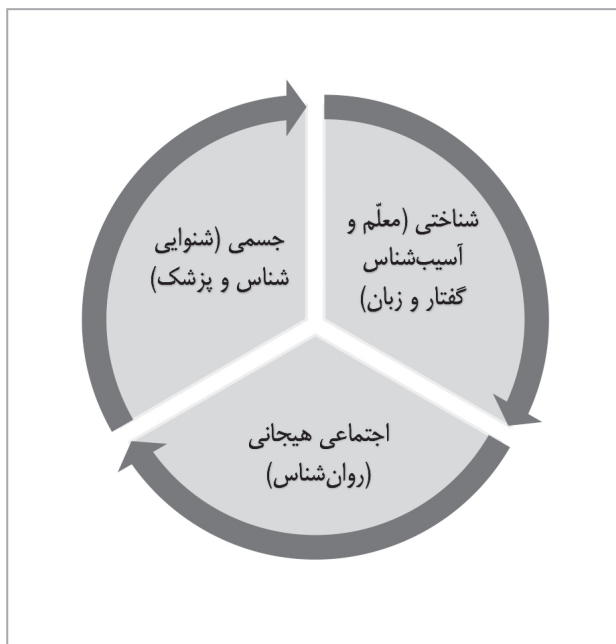 شناختی (معلّم و
آسیب‌شناس
گفتار و زبان)
جسمی (شنوایی
شناس و پزشک)
اجتماعی هیجانی
(روان‌شناس)